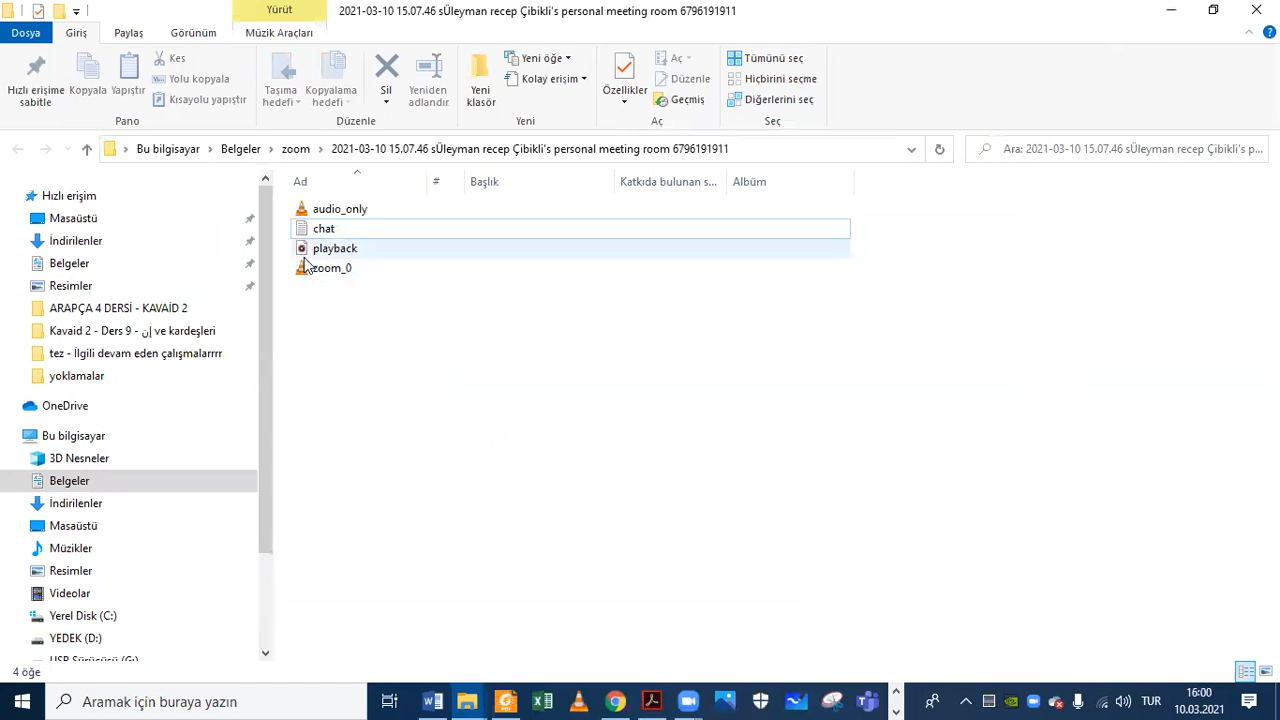 Yürüt
2021-03-10 15.07.46 sÜleyman recep Çibikli's personal meeting room 6796191911
Dosya
Giriş
Paylaş
Görünüm
Müzik Araçları
Hızlı erişime sabitle
Kopyala
Yapıştır
Kes
Yolu kopyala
Kısayolu yapıştır
Pano
Taşıma hedefi
Kopyalama hedefi
Sil
Yeniden adlandır
Düzenle
Yeni klasör
Yeni öğe
Kolay erişim
Yeni
Özellikler
Aç
Düzenle
Geçmiş
Aç
Tümünü seç
Hiçbirini seçme
Diğerlerini seç
Seç
Bu bilgisayar > Belgeler > zoom > 2021-03-10 15.07.46 sÜleyman recep Çibikli's personal meeting room 6796191911
Ara: 2021-03-10 15.07.46 sÜleyman recep Çibikli's p...
Ad
#
Başlık
Katkıda bulunan s...
Albüm
audio_only
chat
playback
zoom_0
Hızlı erişim
Masaüstü
İndirilenler
Belgeler
Resimler
ARAPÇA 4 DERSİ - KAVAİD 2
Kavaid 2 - Ders 9 - إن ve kardeşleri
tez - İlgili devam eden çalışmalarrrr
yoklamalar
OneDrive
Bu bilgisayar
3D Nesneler
Belgeler
İndirilenler
Masaüstü
Müzikler
Resimler
Videolar
Yerel Disk (C:)
YEDEK (D:)
USB Sürücüsü (G:)
4 öğe
Aramak için buraya yazın
TUR
16:00
10.03.2021